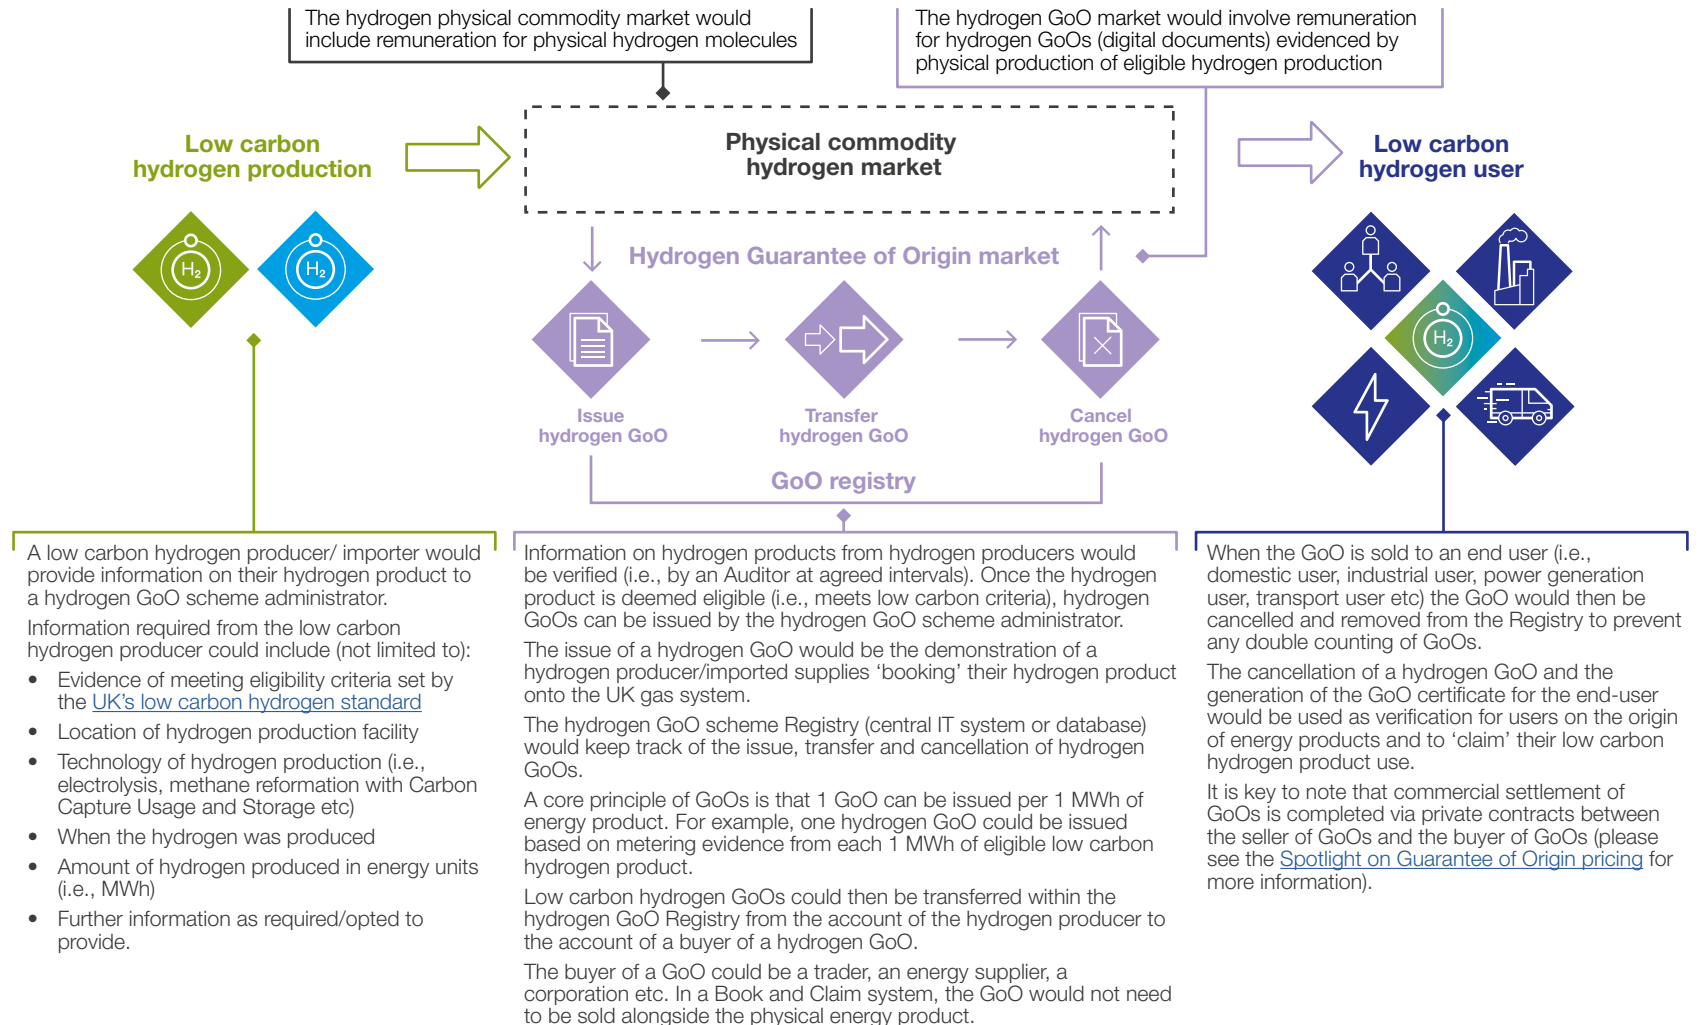 The hydrogen physical commodity market would
include remuneration for physical hydrogen molecules
The hydrogen GoO market would involve remuneration
for hydrogen GoOs (digital documents) evidenced by
physical production of eligible hydrogen production
Low carbon
hydrogen production
Physical commodity
hydrogen market
Low carbon
hydrogen user
H₂
H₂
Hydrogen Guarantee of Origin market
H₂
Issue
hydrogen GoO
Transfer
hydrogen GoO
Cancel
hydrogen GoO
GoO registry
A low carbon hydrogen producer/ importer would
provide information on their hydrogen product to
a hydrogen GoO scheme administrator.
Information required from the low carbon
hydrogen producer could include (not limited to):
• Evidence of meeting eligibility criteria set by
the UK's low carbon hydrogen standard
• Location of hydrogen production facility
• Technology of hydrogen production (i.e.,
electrolysis, methane reformation with Carbon
Capture Usage and Storage etc)
• When the hydrogen was produced
• Amount of hydrogen produced in energy units
(i.e., MWh)
• Further information as required/opted to
provide.
Information on hydrogen products from hydrogen producers would
be verified (i.e., by an Auditor at agreed intervals). Once the hydrogen
product is deemed eligible (i.e., meets low carbon criteria), hydrogen
GoOs can be issued by the hydrogen GoO scheme administrator.
The issue of a hydrogen GoO would be the demonstration of a
hydrogen producer/imported supplies ‘booking’ their hydrogen product
onto the UK gas system.
The hydrogen GoO scheme Registry (central IT system or database)
would keep track of the issue, transfer and cancellation of hydrogen
GoOs.
A core principle of GoOs is that 1 GoO can be issued per 1 MWh of
energy product. For example, one hydrogen GoO could be issued
based on metering evidence from each 1 MWh of eligible low carbon
hydrogen product.
Low carbon hydrogen GoOs could then be transferred within the
hydrogen GoO Registry from the account of the hydrogen producer to
the account of a buyer of a hydrogen GoO.
The buyer of a GoO could be a trader, an energy supplier, a
corporation etc. In a Book and Claim system, the GoO would not need
to be sold alongside the physical energy product.
When the GoO is sold to an end user (i.e.,
domestic user, industrial user, power generation
user, transport user etc) the GoO would then be
cancelled and removed from the Registry to prevent
any double counting of GoOs.
The cancellation of a hydrogen GoO and the
generation of the GoO certificate for the end-user
would be used as verification for users on the origin
of energy products and to ‘claim’ their low carbon
hydrogen product use.
It is key to note that commercial settlement of
GoOs is completed via private contracts between
the seller of GoOs and the buyer of GoOs (please
see the Spotlight on Guarantee of Origin pricing for
more information).